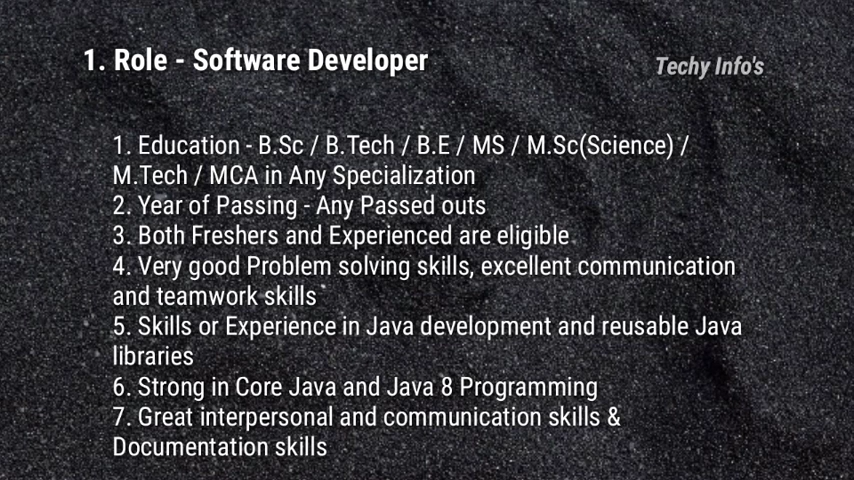 1. Role - Software Developer
Techy Info's
1. Education - B.Sc / B.Tech / B.E / MS / M.Sc(Science) /
M.Tech / MCA in Any Specialization
2. Year of Passing - Any Passed outs
3. Both Freshers and Experienced are eligible
4. Very good Problem solving skills, excellent communication
and teamwork skills
5. Skills or Experience in Java development and reusable Java
libraries
6. Strong in Core Java and Java 8 Programming
7. Great interpersonal and communication skills &
Documentation skills